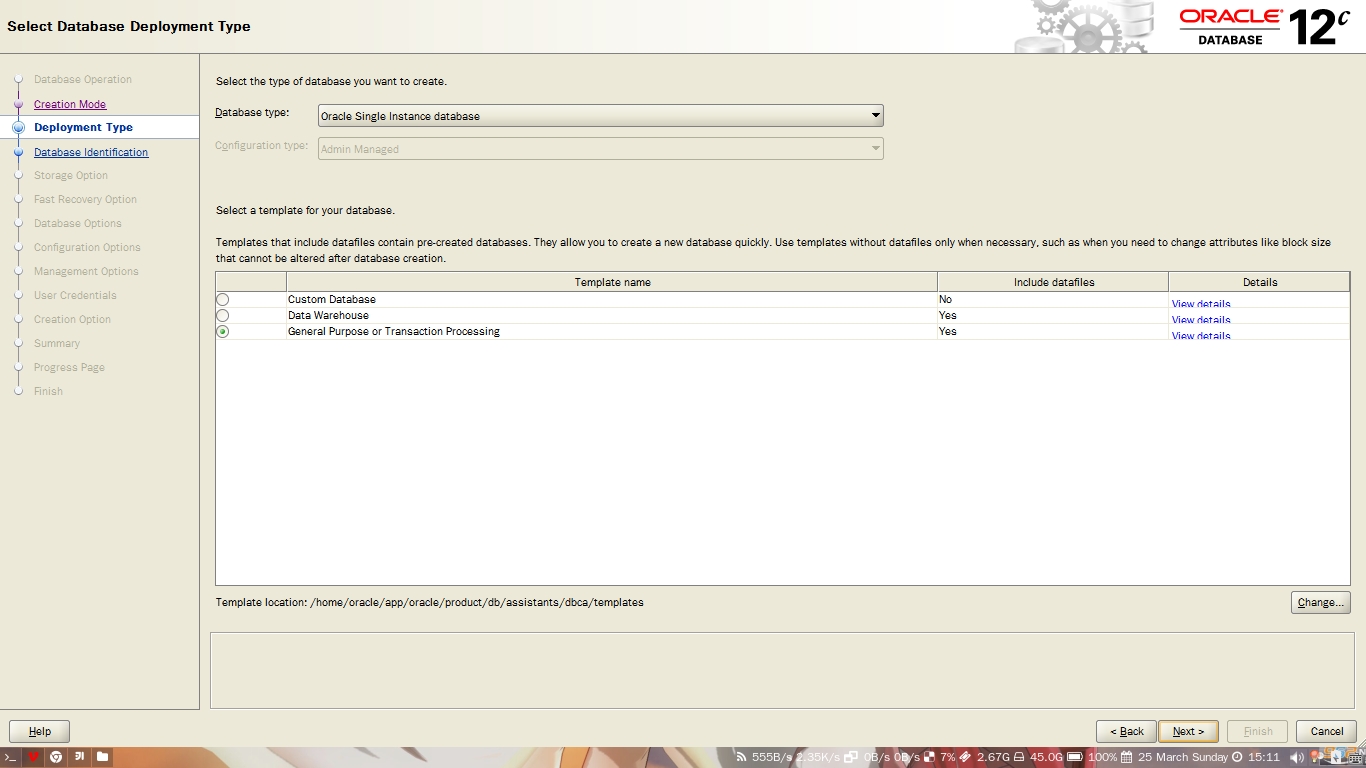 Select Database Deployment Type
ORACLE
DATABASE
12c
Database Operation
Creation Mode
Deployment Type
Database Identification
Storage Option
Fast Recovery Option
Database Options
Configuration Options
Management Options
User Credentials
Creation Option
Summary
Progress Page
Finish
Select the type of database you want to create.
Database type:
Oracle Single Instance database
Configuration type:
Admin Managed
Select a template for your database.
Templates that include datafiles contain pre-created databases. They allow you to create a new database quickly. Use templates without datafiles only when necessary, such as when you need to change attributes like block size
that cannot be altered after database creation.
Template name Include datafiles Details
Custom Database No View details
Data Warehouse Yes View details
General Purpose or Transaction Processing Yes View details
Template location: /home/oracle/app/oracle/product/db/assistants/dbca/templates
Change...
Help
< Back Next > Finish Cancel
555B/s 2.35K/s 0B/s 0B/s 7% 2.67G 45.0G 100% 25 March Sunday 15:11